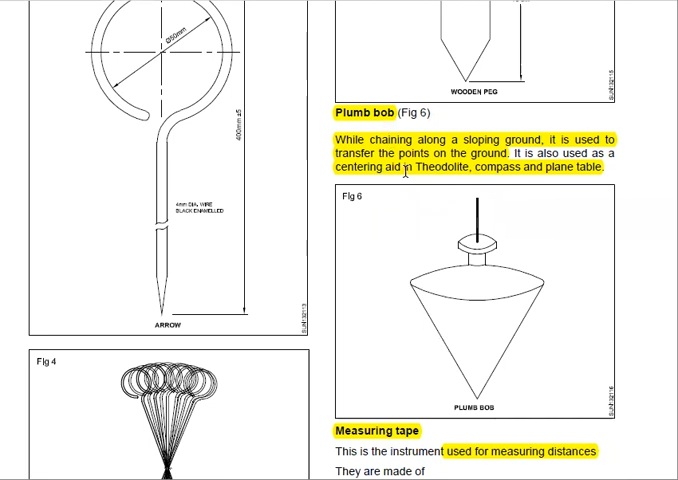 Ø50mm
400mm ±5
4mm DIA, WIRE
BLACK ENAMELLED
ARROW
SUN132113
Fig 4
WOODEN PEG
SUN132115
Plumb bob (Fig 6)
While chaining along a sloping ground, it is used to
transfer the points on the ground. It is also used as a
centering aid in Theodolite, compass and plane table.
Fig 6
PLUMB BOB
SUN132116
Measuring tape
This is the instrument used for measuring distances
They are made of